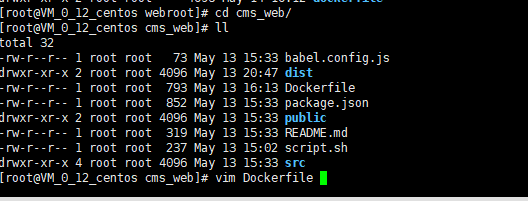 [root@VM_0_12_centos webroot]# cd cms_web/
[root@VM_0_12_centos cms_web]# ll
total 32
-rw-r--r-- 1 root root   73 May 13 15:33 babel.config.js
drwxr-xr-x 2 root root 4096 May 13 20:47 dist
-rw-r--r-- 1 root root  793 May 13 16:13 Dockerfile
-rw-r--r-- 1 root root  852 May 13 15:33 package.json
drwxr-xr-x 2 root root 4096 May 13 15:33 public
-rw-r--r-- 1 root root  319 May 13 15:33 README.md
-rw-r--r-- 1 root root  237 May 13 15:02 script.sh
drwxr-xr-x 4 root root 4096 May 13 15:33 src
[root@VM_0_12_centos cms_web]# vim Dockerfile